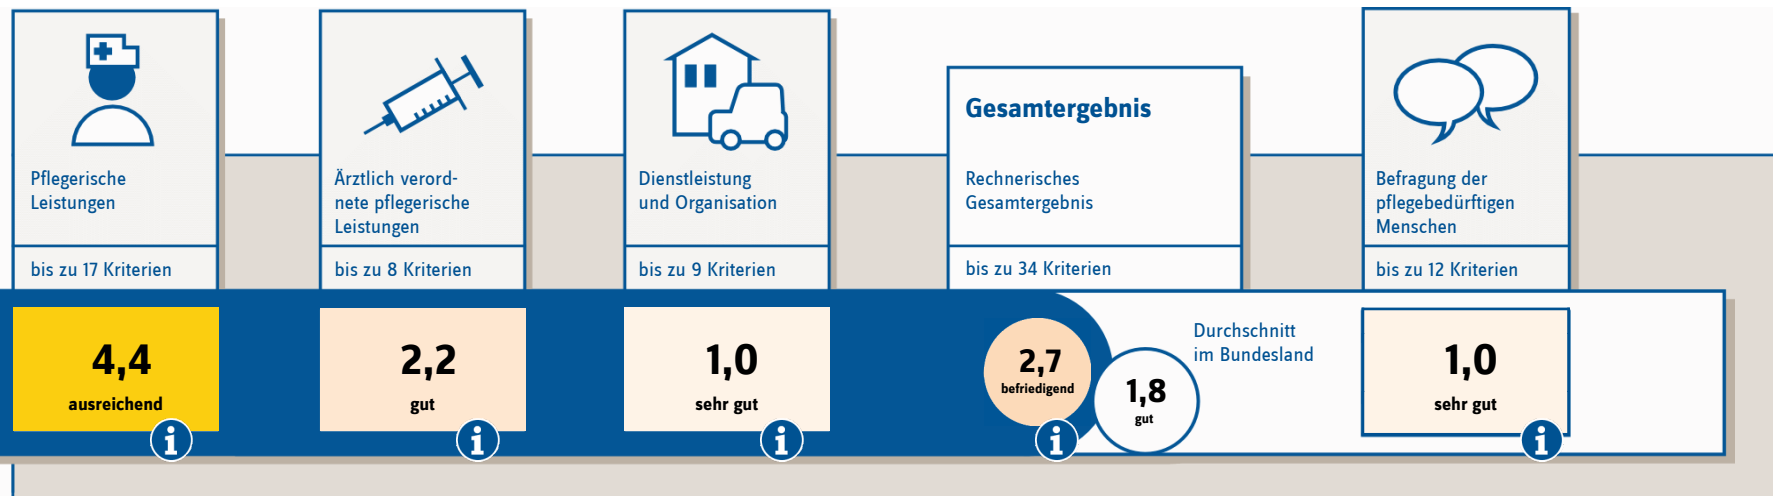 Pflegerische
Leistungen
bis zu 17 Kriterien
4,4
ausreichend
i
Ärztlich verord-
nete pflegerische
Leistungen
bis zu 8 Kriterien
2,2
gut
i
Dienstleistung
und Organisation
bis zu 9 Kriterien
1,0
sehr gut
i
Gesamtergebnis
Rechnerisches
Gesamtergebnis
bis zu 34 Kriterien
2,7
befriedigend
i
1,8
gut
Durchschnitt
im Bundesland
Befragung der
pflegebedürftigen
Menschen
bis zu 12 Kriterien
1,0
sehr gut
i